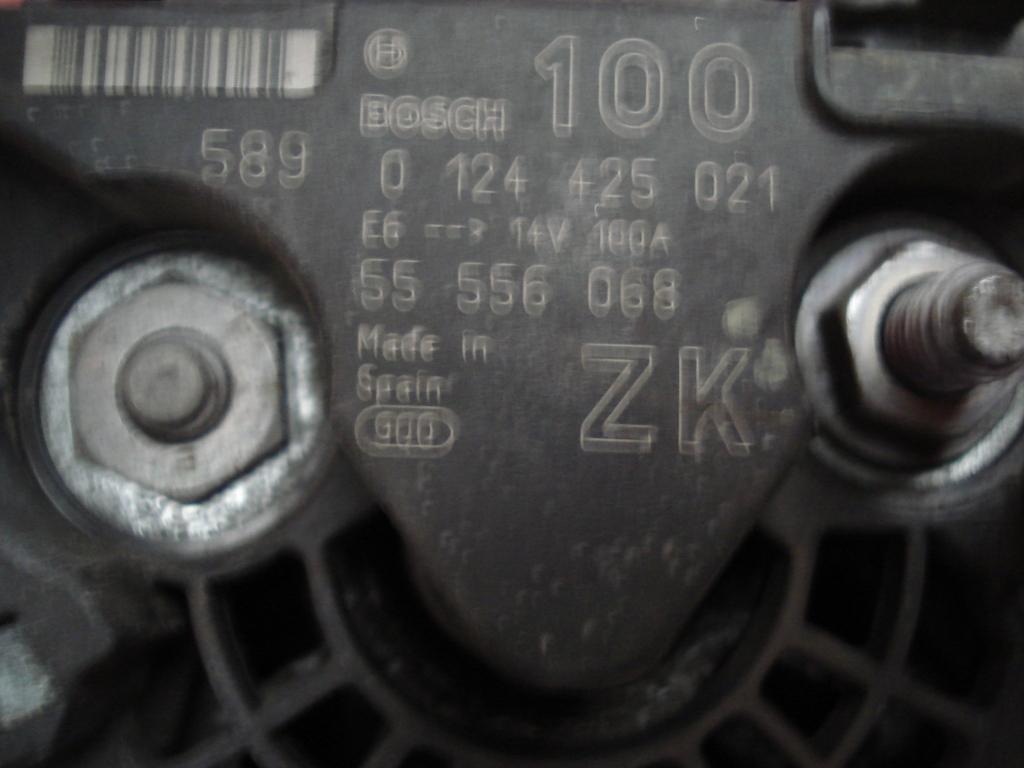 BOSCH 100
589 0 124 425 021
E6 --> 14V 100A
55 556 068
Made in
Spain
ZK